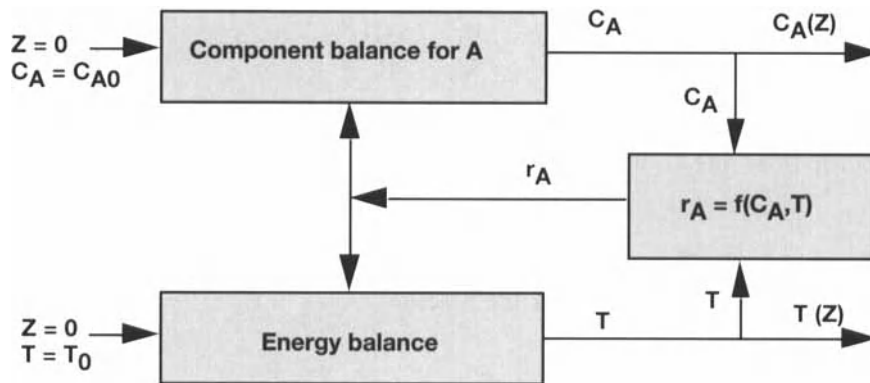 Z = 0
C_A = C_A0
Component balance for A
C_A
C_A(Z)
C_A
r_A
r_A = f(C_A,T)
Z = 0
T = T_0
Energy balance
T
T
T (Z)